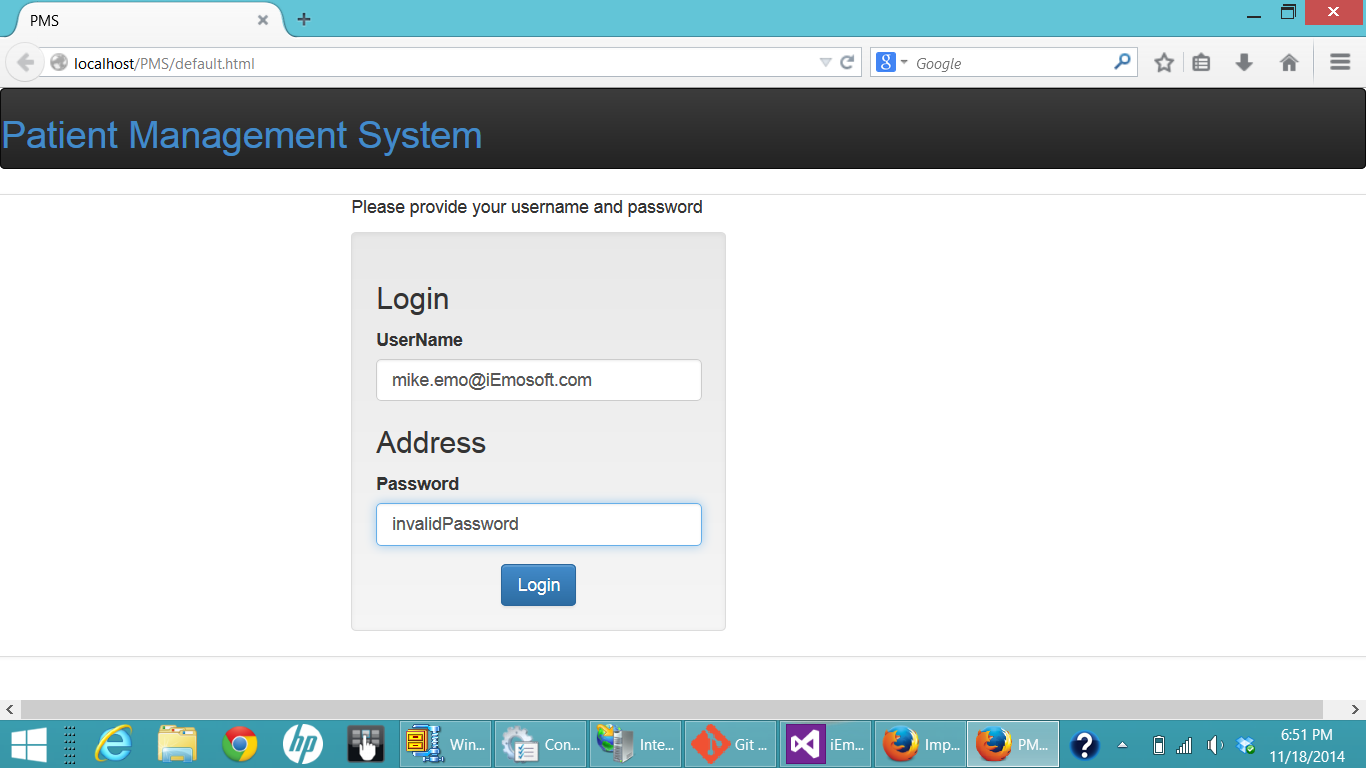 PMS
localhost/PMS/default.html
Google
Patient Management System
Please provide your username and password
Login
UserName
mike.emo@iEmosoft.com
Address
Password
invalidPassword
Login
Win...
Con...
Inte...
Git ...
iEm...
Imp...
PM...
6:51 PM
11/18/2014